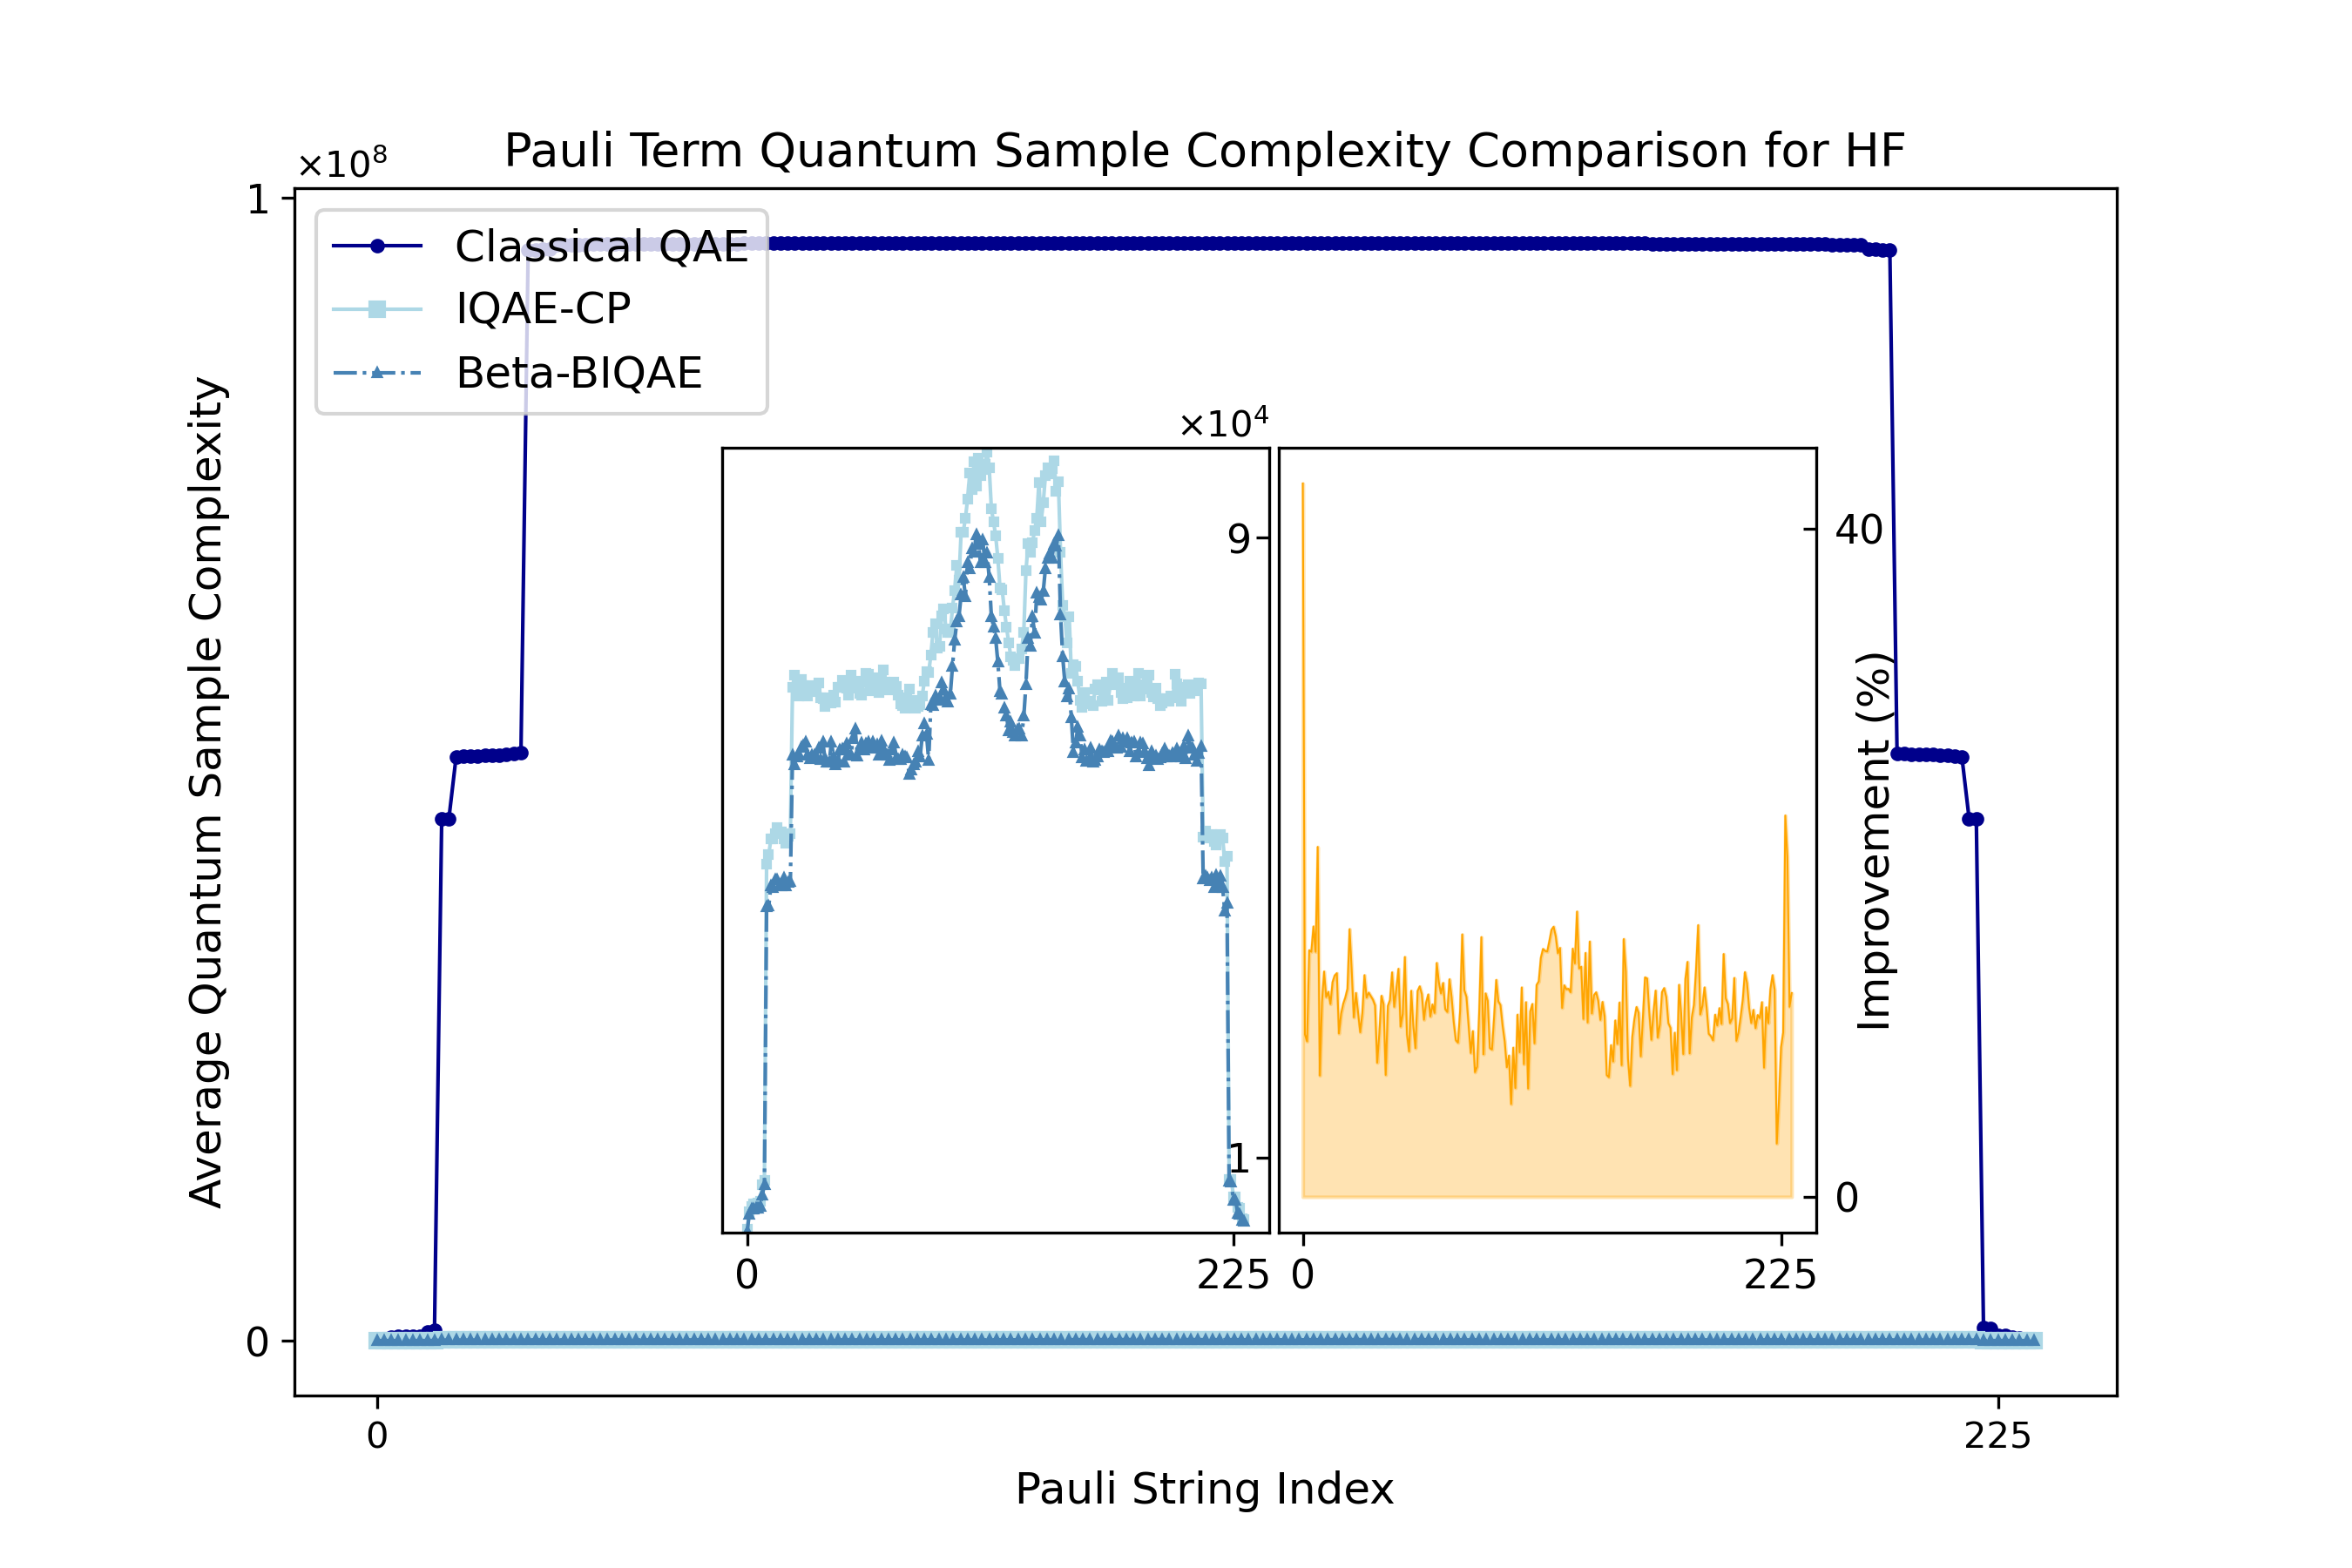 Pauli Term Quantum Sample Complexity Comparison for HF
×10⁸
1
Classical QAE
IQAE-CP
Beta-BIQAE
Average Quantum Sample Complexity
×10⁴
9
1
0
225
40
0
Improvement (%)
0
225
0
0
225
Pauli String Index